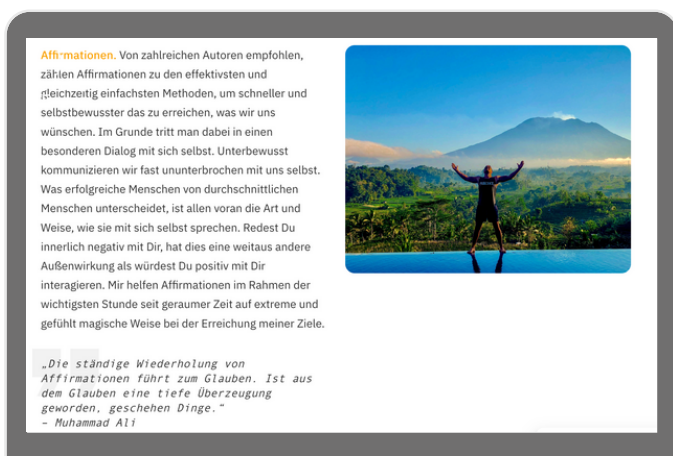 Affirmationen. Von zahlreichen Autoren empfohlen,
zählen Affirmationen zu den effektivsten und
gleichzeitig einfachsten Methoden, um schneller und
selbstbewusster das zu erreichen, was wir uns
wünschen. Im Grunde tritt man dabei in einen
besonderen Dialog mit sich selbst. Unterbewusst
kommunizieren wir fast ununterbrochen mit uns selbst.
Was erfolgreiche Menschen von durchschnittlichen
Menschen unterscheidet, ist allen voran die Art und
Weise, wie sie mit sich selbst sprechen. Redest Du
innerlich negativ mit Dir, hat dies eine weitaus andere
Außenwirkung als würdest Du positiv mit Dir
interagieren. Mir helfen Affirmationen im Rahmen der
wichtigsten Stunde seit geraumer Zeit auf extreme und
gefühlt magische Weise bei der Erreichung meiner Ziele.
„Die ständige Wiederholung von
Affirmationen führt zum Glauben. Ist aus
dem Glauben eine tiefe Überzeugung
geworden, geschehen Dinge.“
– Muhammad Ali